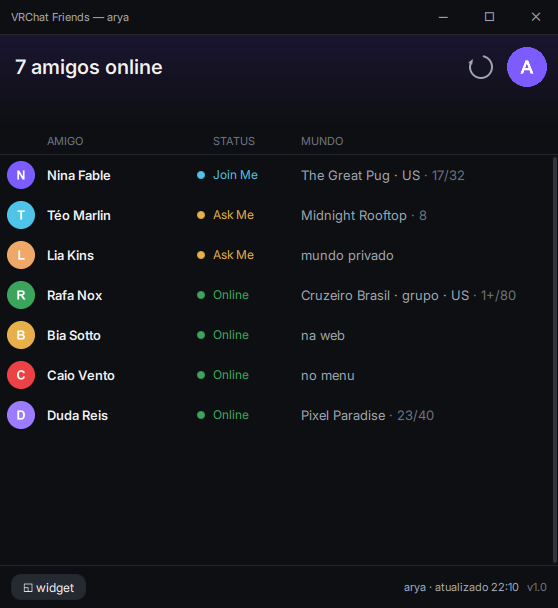 VRChat Friends — arya
7 amigos online
A
AMIGO STATUS MUNDO
N Nina Fable Join Me The Great Pug · US · 17/32
T Téo Marlin Ask Me Midnight Rooftop · 8
L Lia Kins Ask Me mundo privado
R Rafa Nox Online Cruzeiro Brasil · grupo · US · 1+/80
B Bia Sotto Online na web
C Caio Vento Online no menu
D Duda Reis Online Pixel Paradise · 23/40
widget arya · atualizado 22:10 v1.0